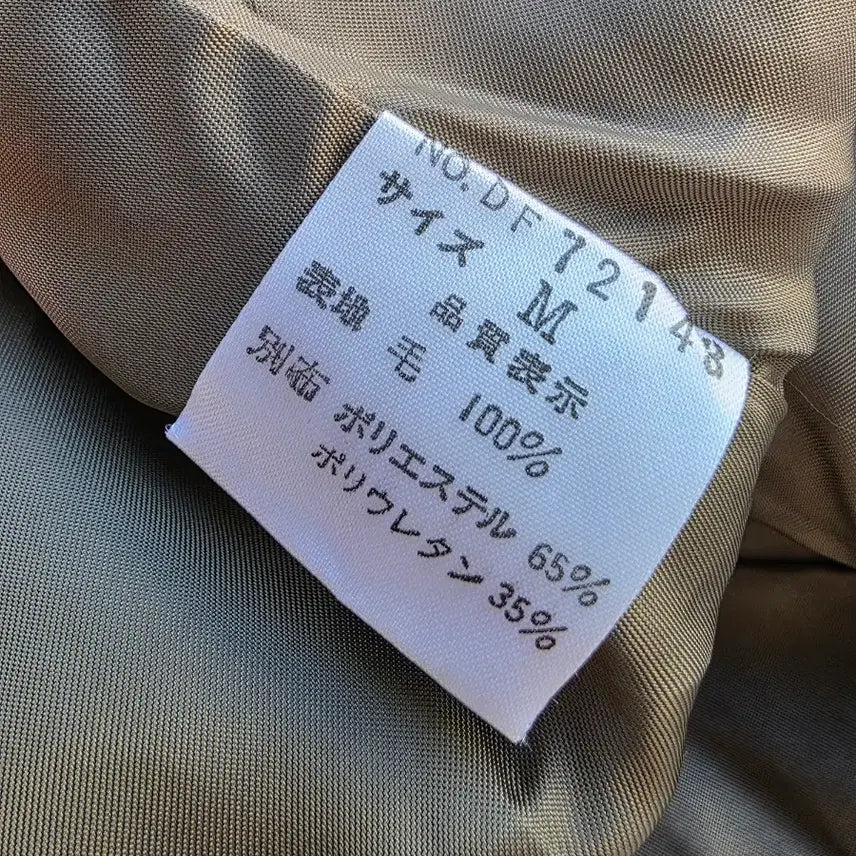 NO. DF 72143
サイズ M
品質表示
表地 毛 100%
別布 ポリエステル 65%
ポリウレタン 35%